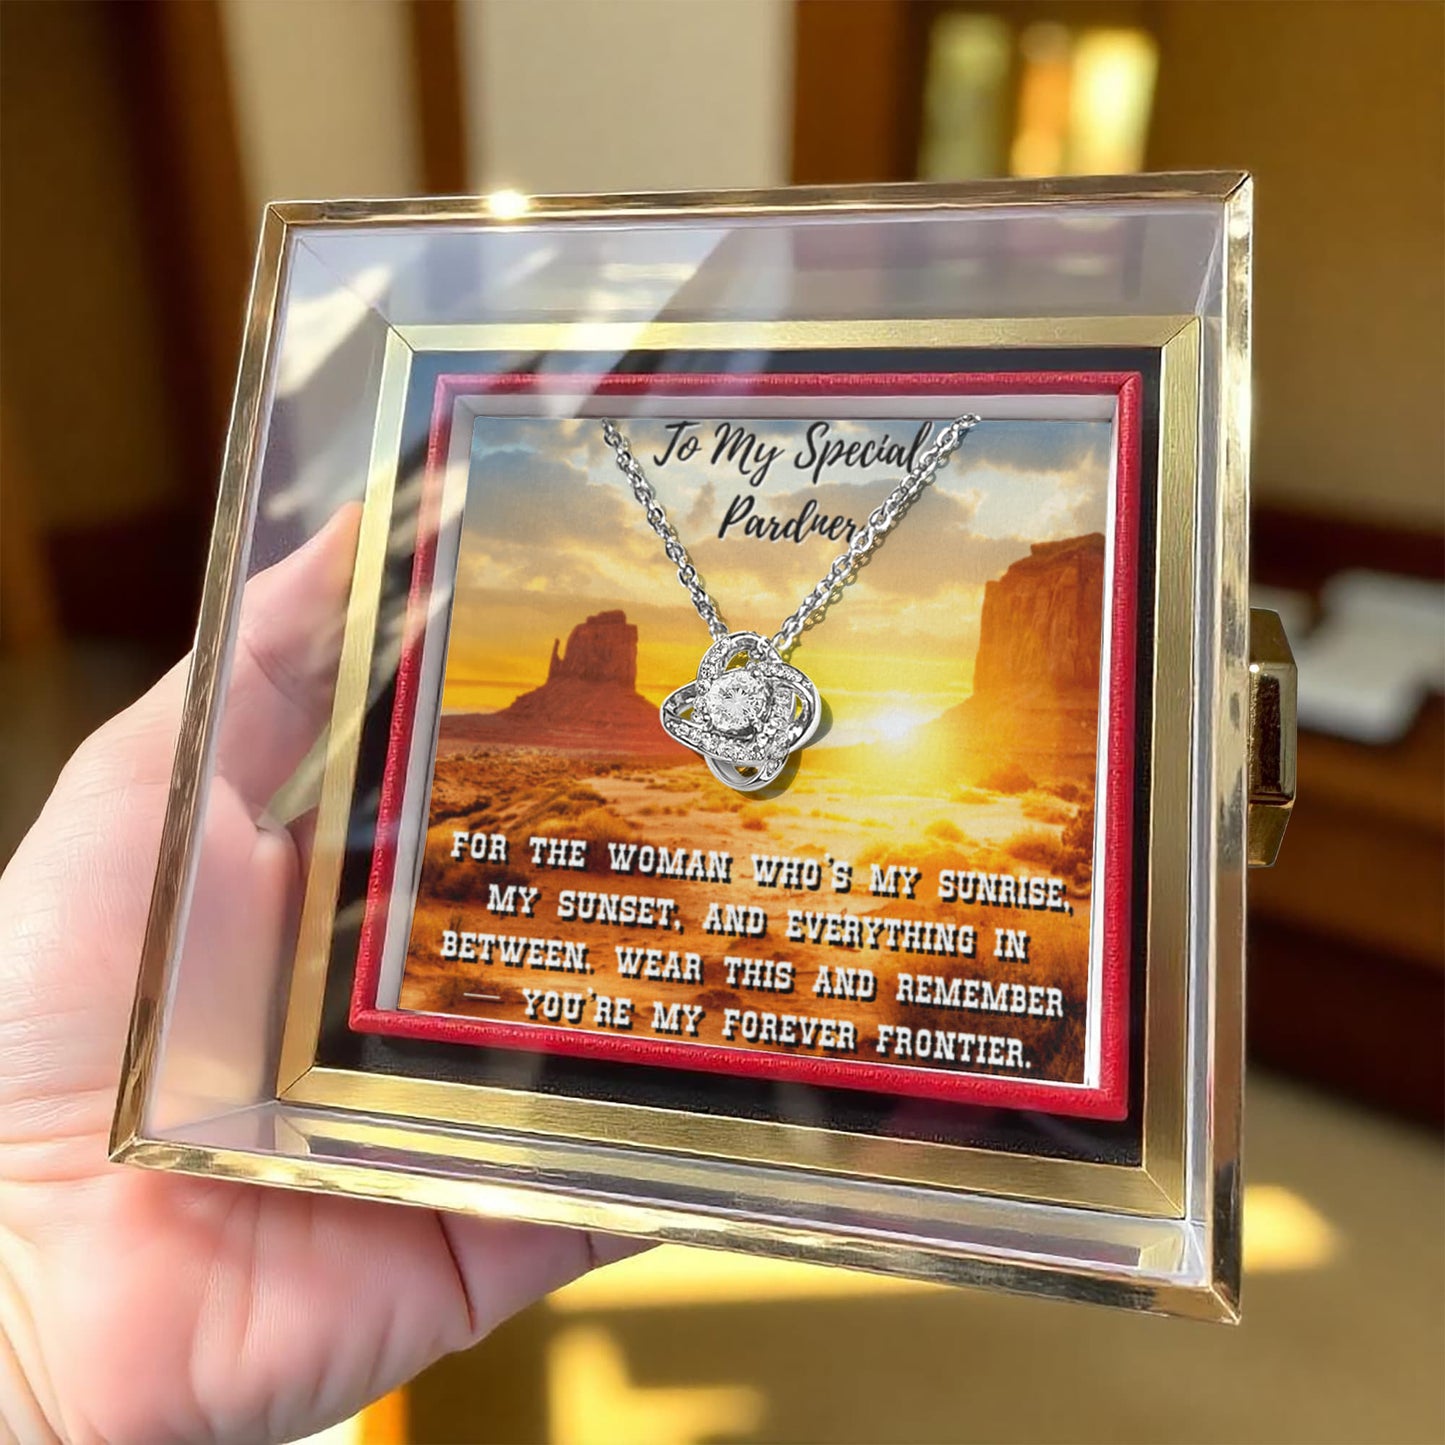 To My Special
Pardner
FOR THE WOMAN WHO'S MY SUNRISE,
MY SUNSET, AND EVERYTHING IN
BETWEEN. WEAR THIS AND REMEMBER
— YOU'RE MY FOREVER FRONTIER.